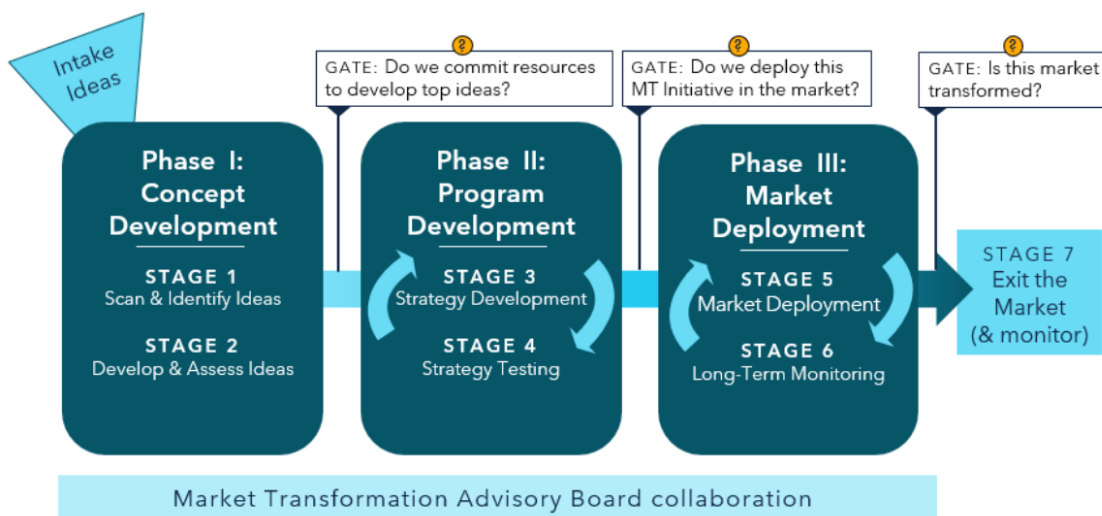 Intake
Ideas
GATE: Do we commit resources
to develop top ideas?
GATE: Do we deploy this
MT Initiative in the market?
GATE: Is this market
transformed?
Phase I:
Concept
Development
STAGE 1
Scan & Identify Ideas
STAGE 2
Develop & Assess Ideas
Phase II:
Program
Development
STAGE 3
Strategy Development
STAGE 4
Strategy Testing
Phase III:
Market
Deployment
STAGE 5
Market Deployment
STAGE 6
Long-Term Monitoring
STAGE 7
Exit the
Market
(& monitor)
Market Transformation Advisory Board collaboration